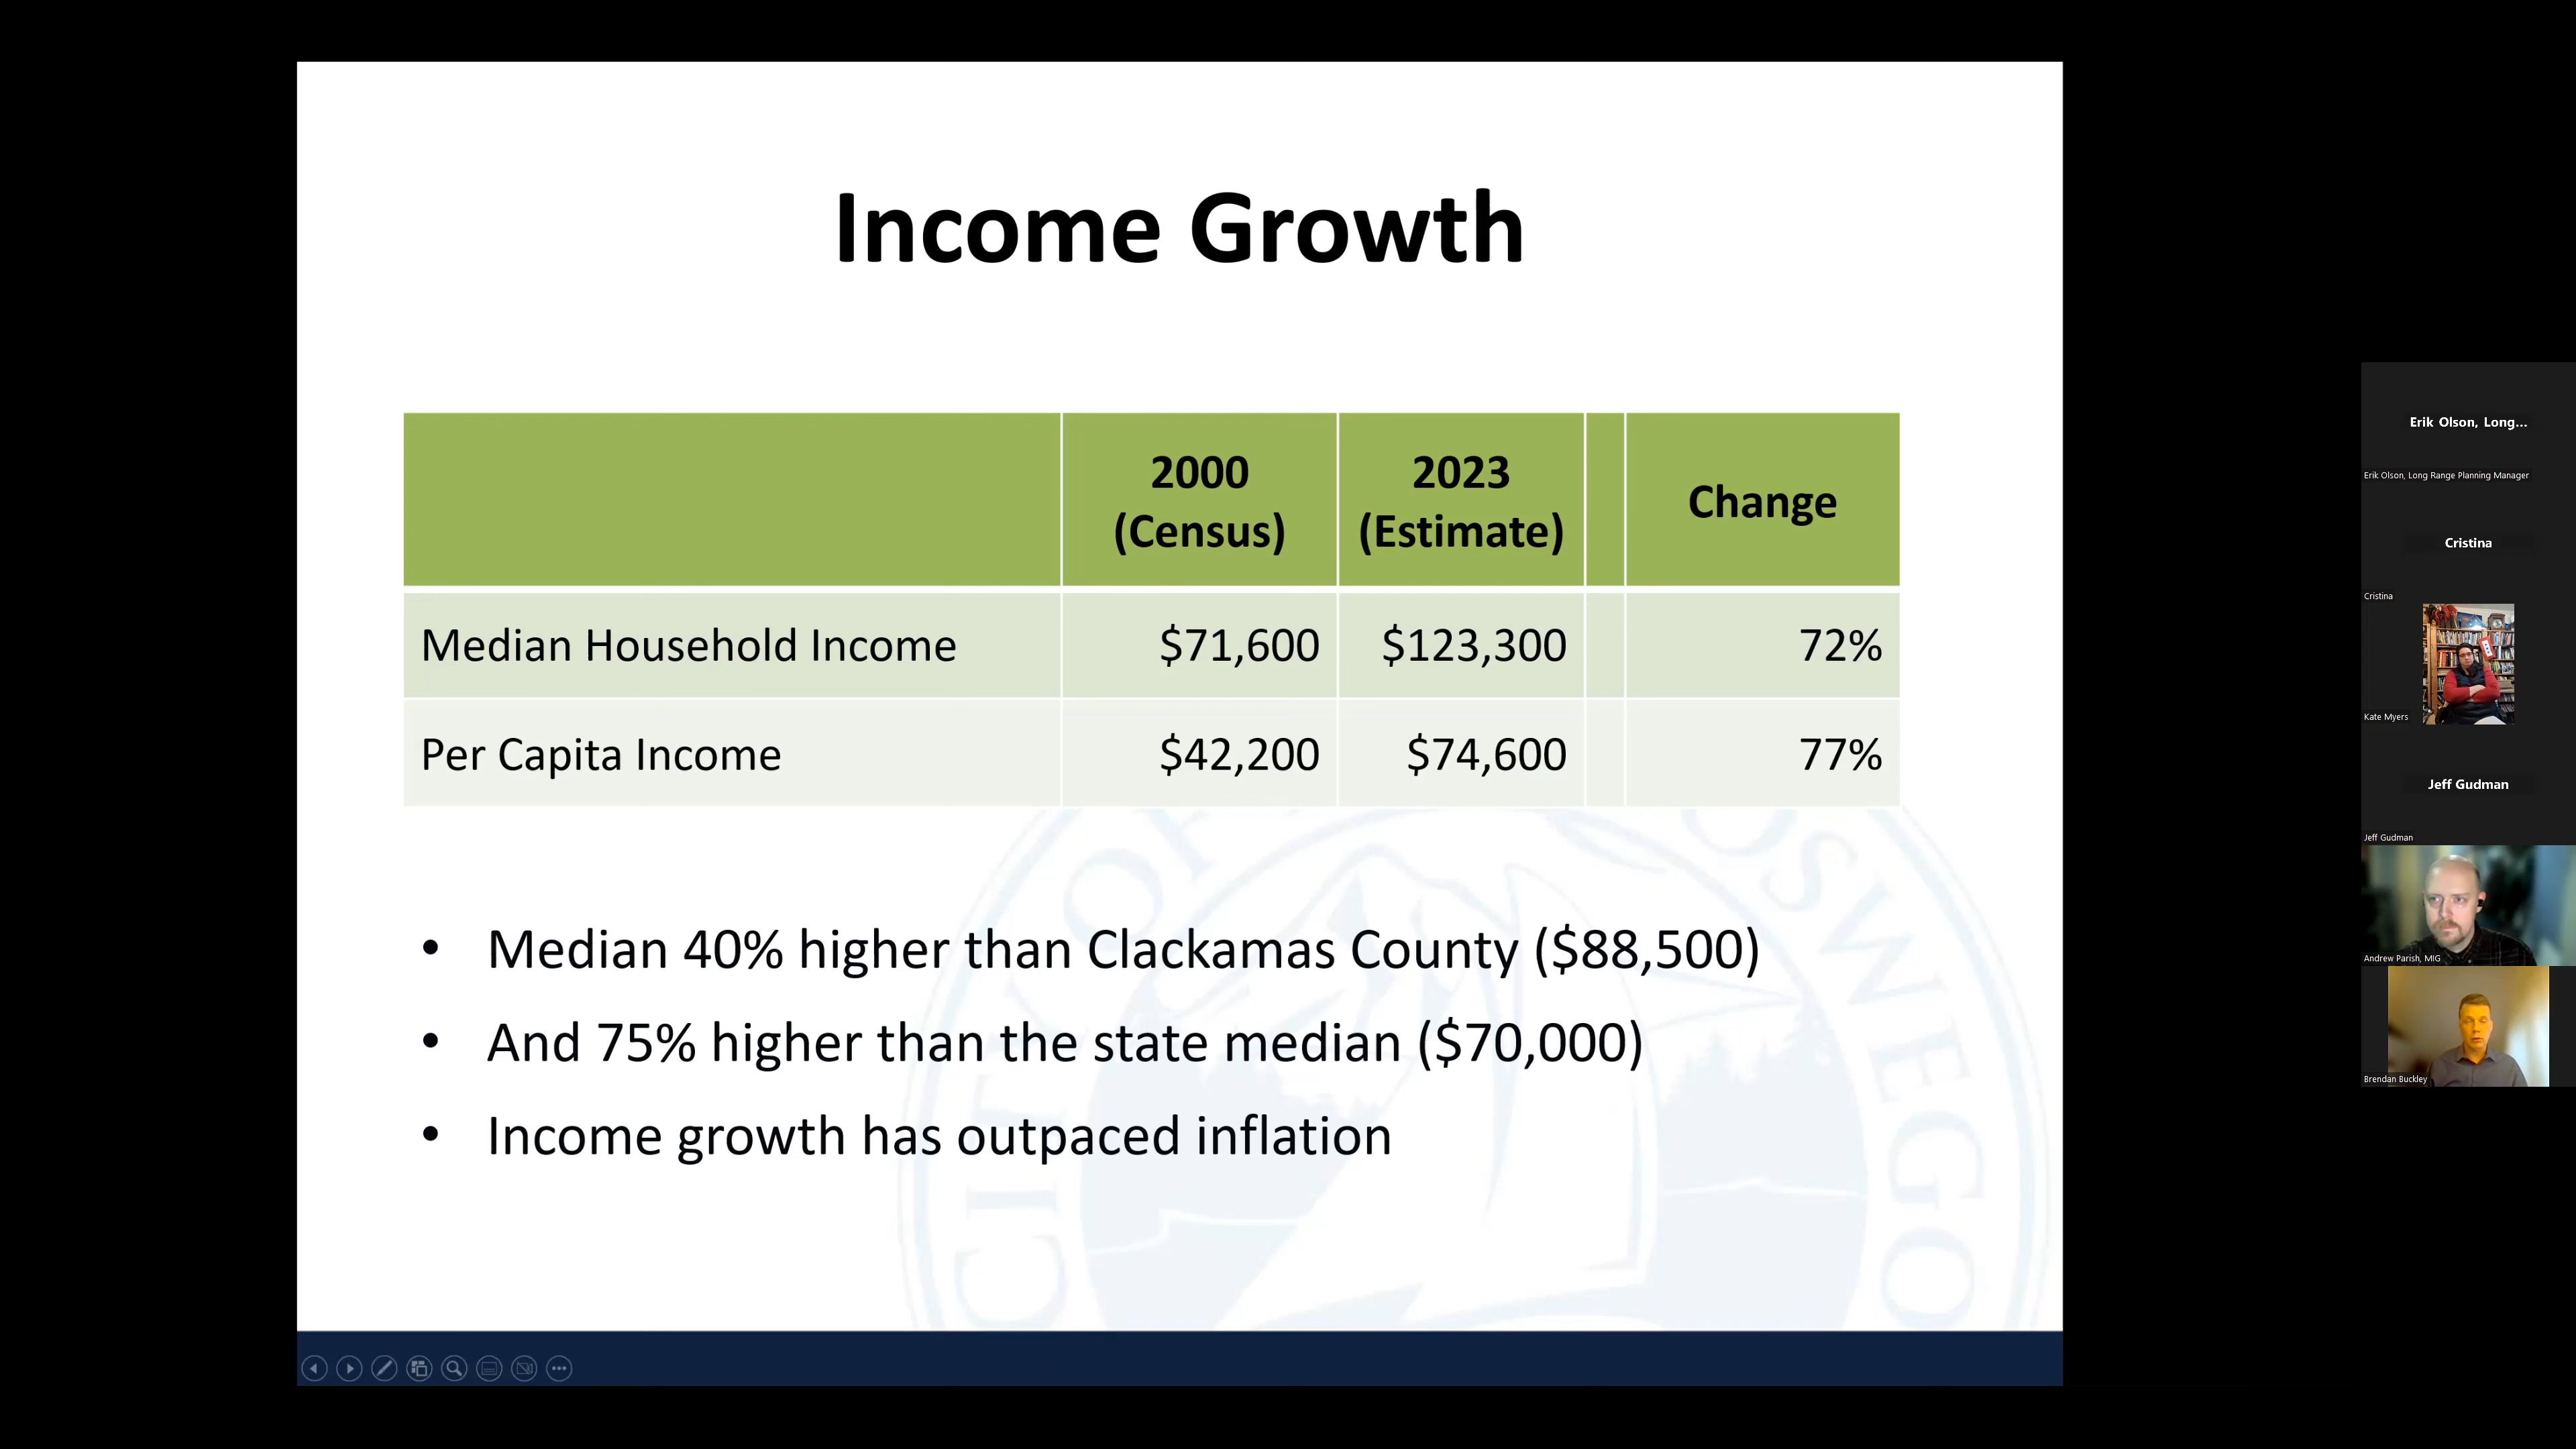 Income Growth
2000 (Census)
2023 (Estimate)
Change
Median Household Income $71,600 $123,300 72%
Per Capita Income $42,200 $74,600 77%
• Median 40% higher than Clackamas County ($88,500)
• And 75% higher than the state median ($70,000)
• Income growth has outpaced inflation
CITY OF OSWEGO
Erik Olson, Long...
Erik Olson, Long Range Planning Manager
Cristina
Cristina
Kate Myers
Jeff Gudman
Jeff Gudman
Andrew Parish, MIG
Brendan Buckley